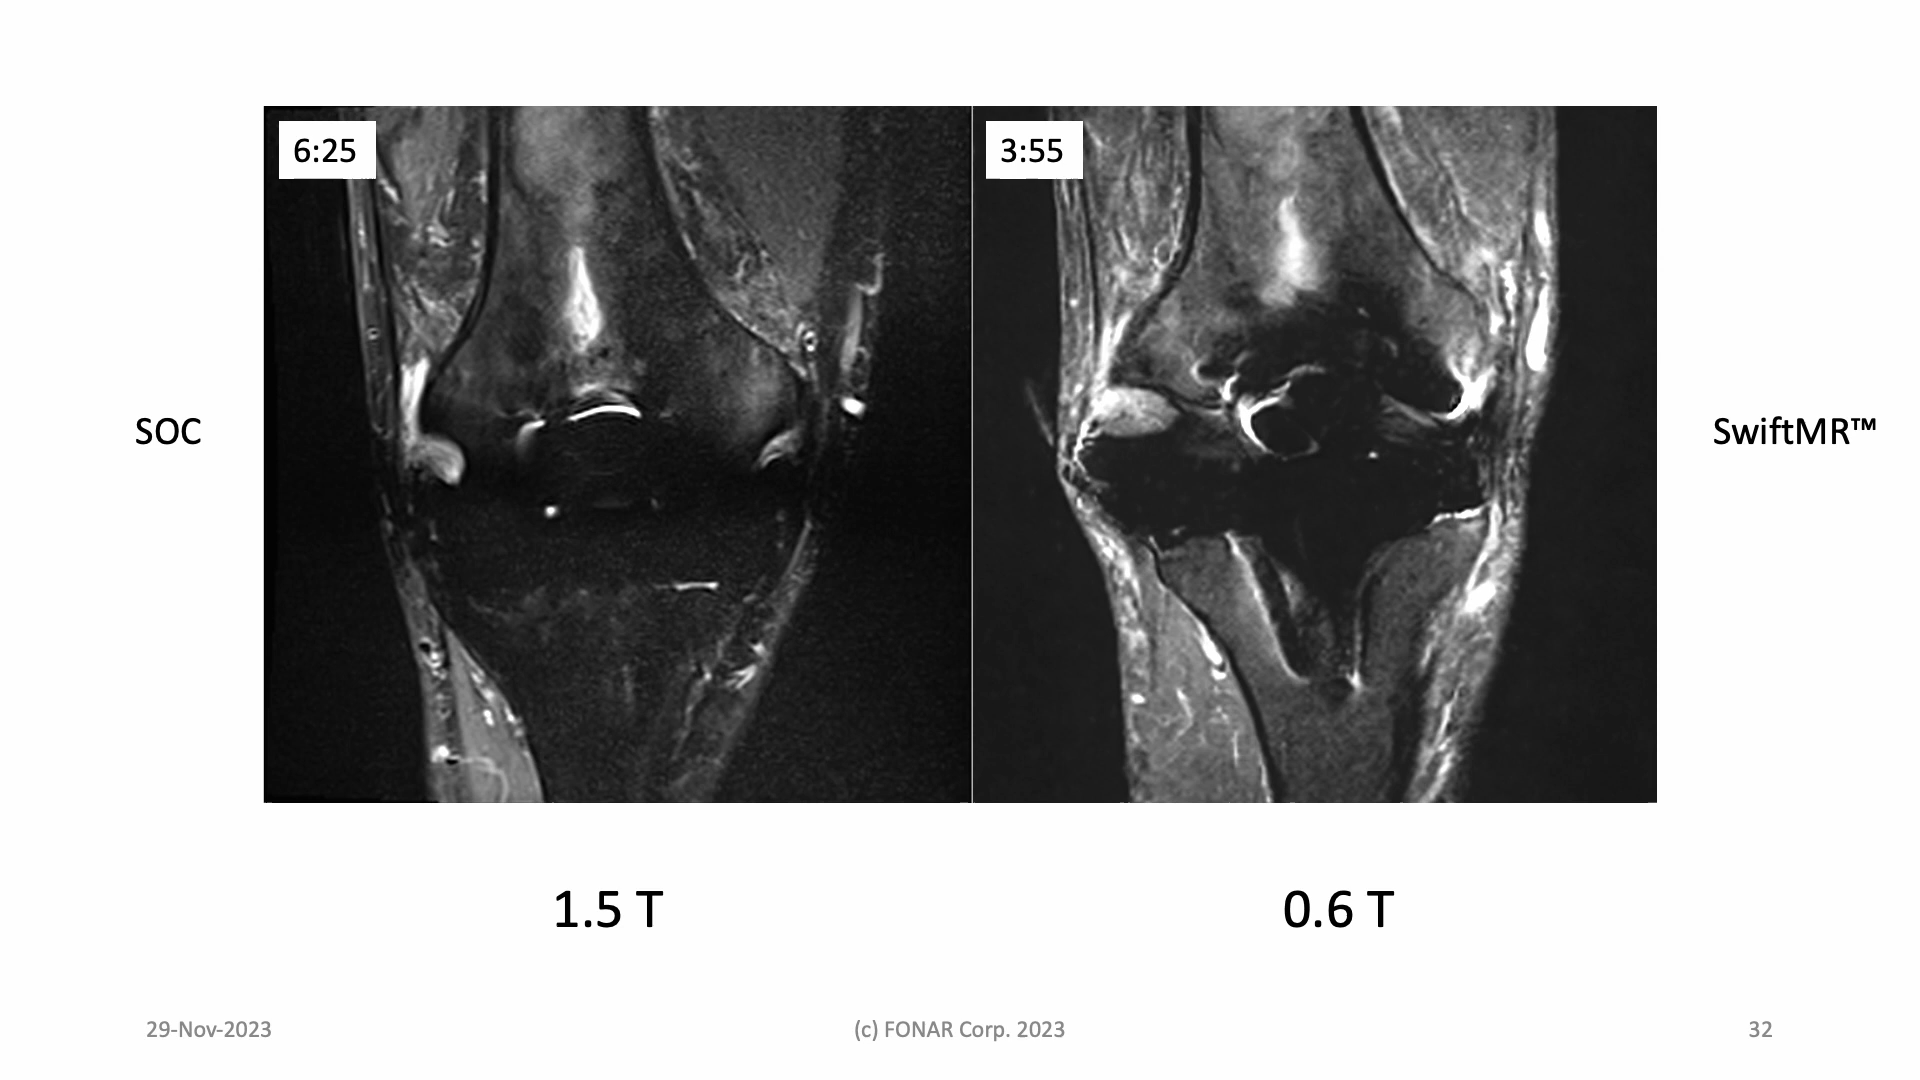 6:25
3:55
SOC
SwiftMR™
1.5 T
0.6 T
29-Nov-2023
(c) FONAR Corp. 2023
32